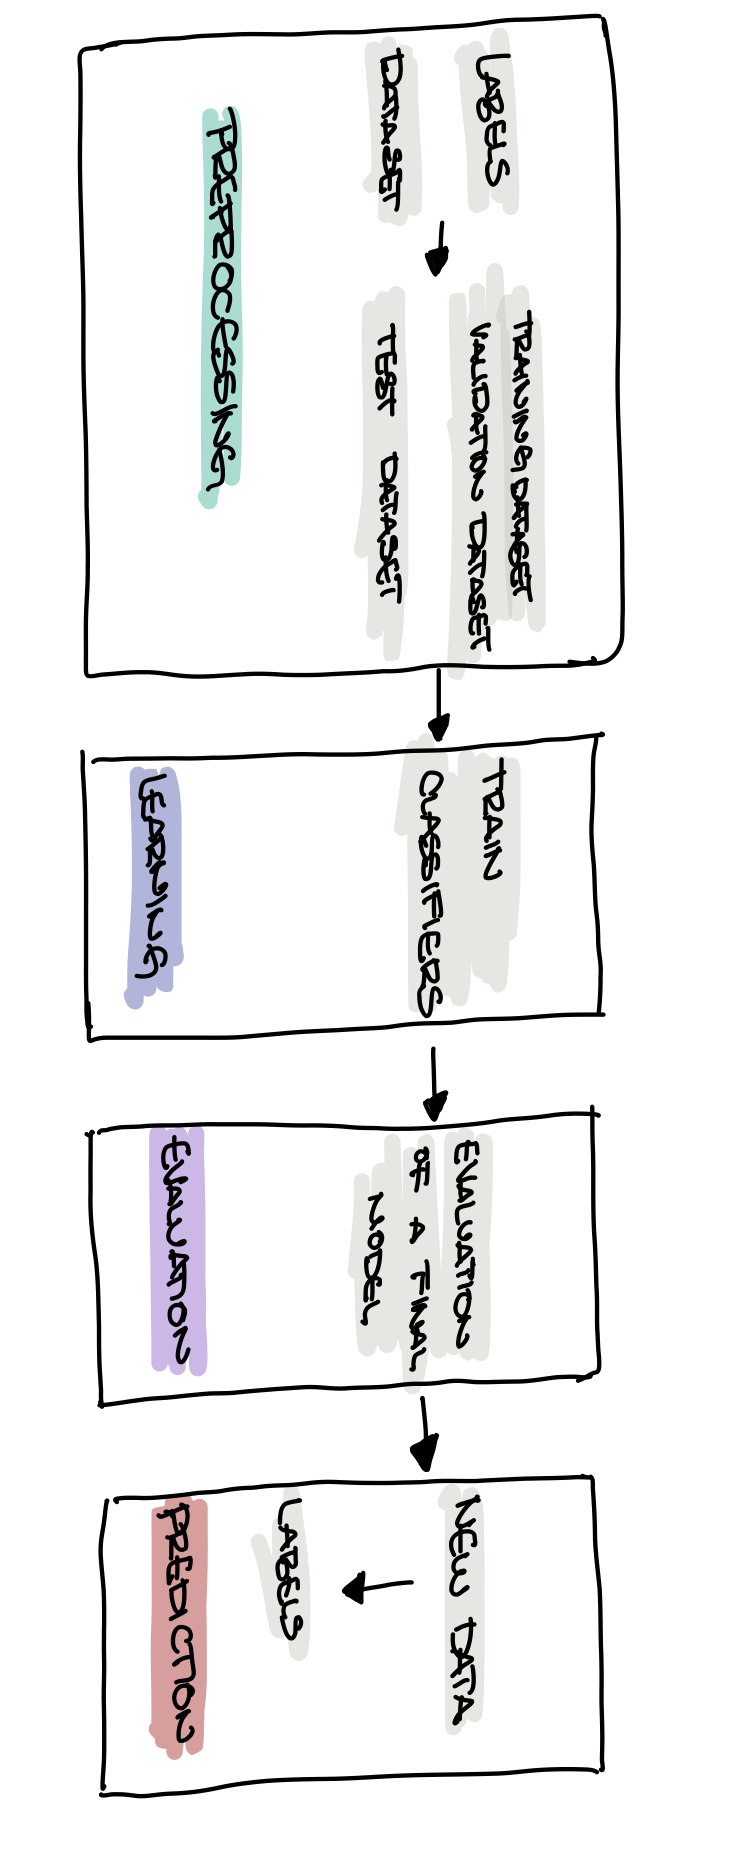 LABELS
DATASET
TRAINING DATASET
VALIDATION DATASET
TEST DATASET
PREPROCESSING
TRAIN
CLASSIFIERS
LEARNING
EVALUATION
OF A FINAL
MODEL
EVALUATION
NEW DATA
LABELS
PREDICTION